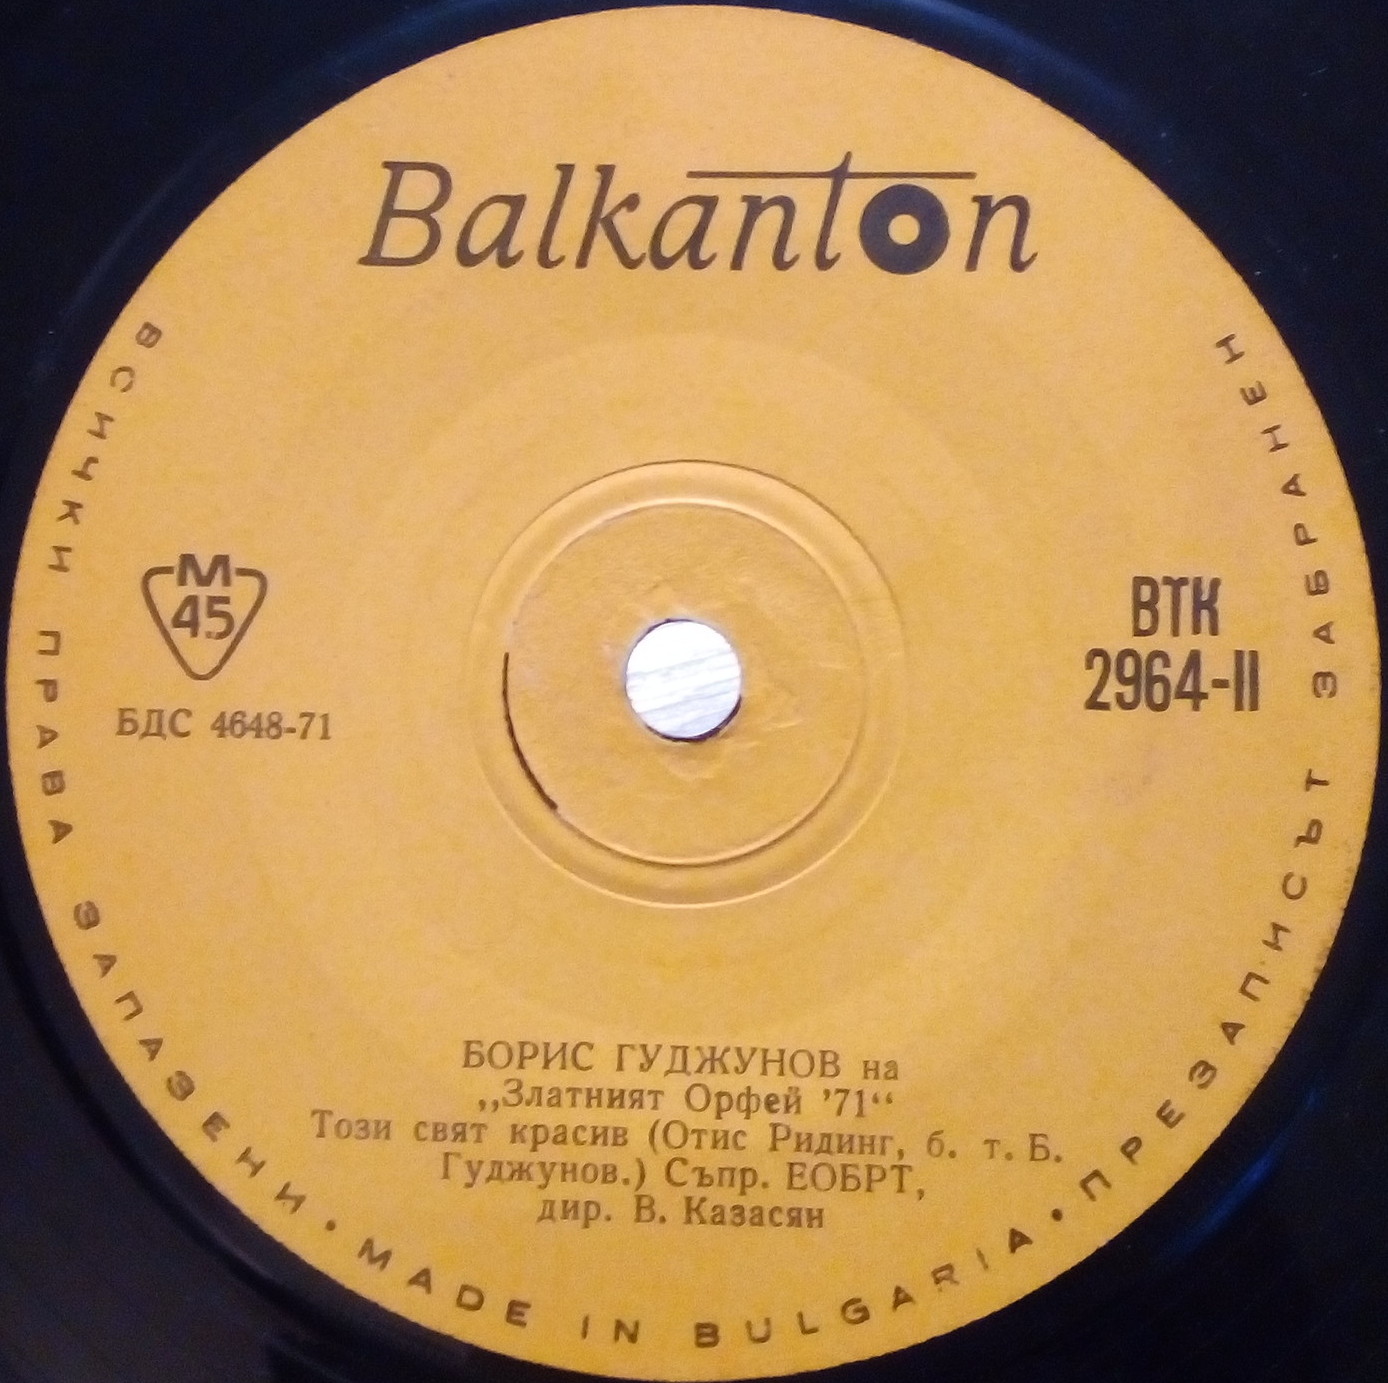 Balkanton
ВСИЧКИ ПРАВА ЗАПАЗЕНИ • MADE IN BULGARIA • ПРЕЗАПИСЪТ ЗАБРАНЕН
М
45
БДС 4648-71
ВТК
2964-II
БОРИС ГУДЖУНОВ на
„Златният Орфей ’71“
Този свят красив (Отис Ридинг, б. т. Б.
Гуджунов.) Съпр. ЕОБРТ,
дир. В. Казасян